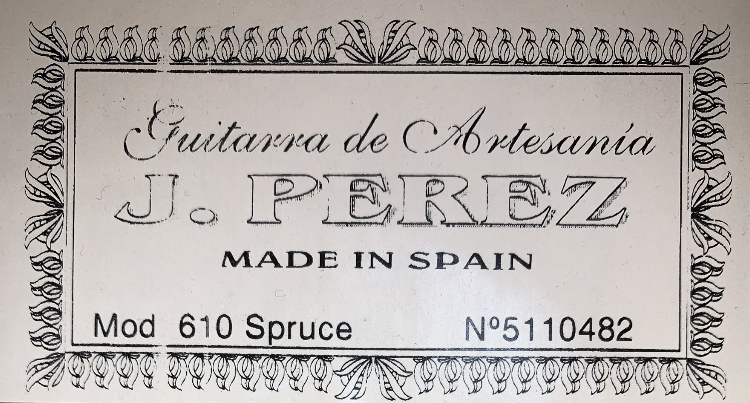 Guitarra de Artesanía
J. PEREZ
MADE IN SPAIN
Mod 610 Spruce Nº5110482